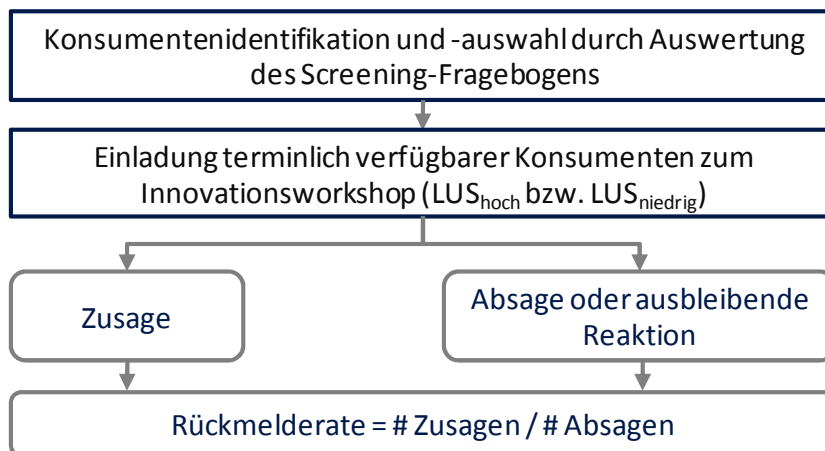 Konsumentenidentifikation und -auswahl durch Auswertung
des Screening-Fragebogens
Einladung terminlich verfügbarer Konsumenten zum
Innovationsworkshop (LUShoch bzw. LUSniedrig)
Zusage
Absage oder ausbleibende
Reaktion
Rückmelderate = # Zusagen / # Absagen